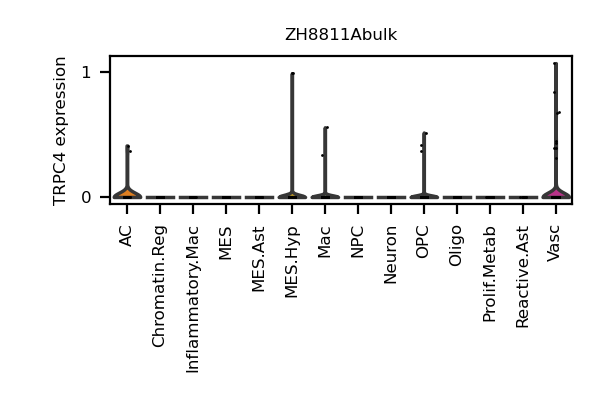 ZH8811Abulk
TRPC4 expression
1
0
AC
Chromatin.Reg
Inflammatory.Mac
MES
MES.Ast
MES.Hyp
Mac
NPC
Neuron
OPC
Oligo
Prolif.Metab
Reactive.Ast
Vasc